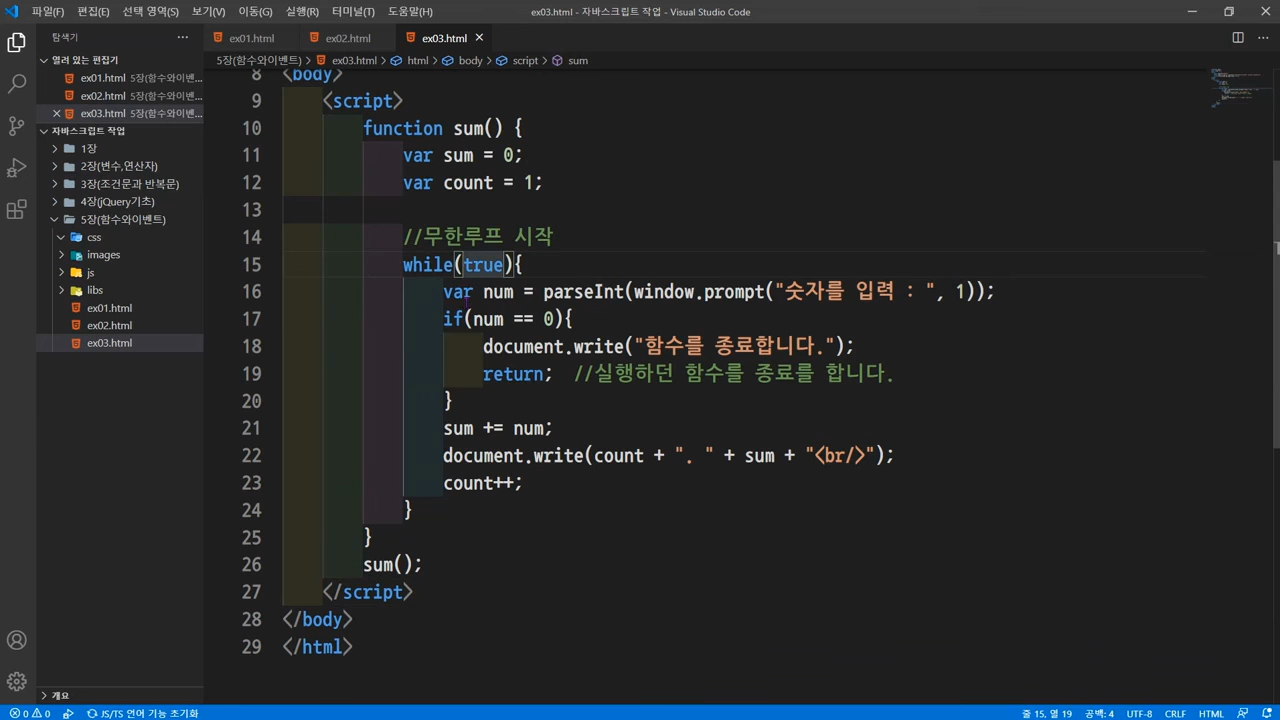 파일(F) 편집(E) 선택 영역(S) 보기(V) 이동(G) 실행(R) 터미널(T) 도움말(H)
ex03.html - 자바스크립트 작업 - Visual Studio Code
탐색기
열려 있는 편집기
ex01.html 5장(함수와이벤트...
ex02.html 5장(함수와이벤트...
ex03.html 5장(함수와이벤트...
자바스크립트 작업
1장
2장(변수,연산자)
3장(조건문과 반복문)
4장(jQuery기초)
5장(함수와이벤트)
css
images
js
libs
ex01.html
ex02.html
ex03.html
개요
ex01.html ex02.html ex03.html
5장(함수와이벤트) > ex03.html > html > body > script > sum
8 <body>
9 <script>
10 function sum() {
11 var sum = 0;
12 var count = 1;
13
14 //무한루프 시작
15 while(true){
16 var num = parseInt(window.prompt("숫자를 입력 : ", 1));
17 if(num == 0){
18 document.write("함수를 종료합니다.");
19 return; //실행하던 함수를 종료를 합니다.
20 }
21 sum += num;
22 document.write(count + ". " + sum + "<br/>");
23 count++;
24 }
25 }
26 sum();
27 </script>
28 </body>
29 </html>
0 0 JS/TS 언어 기능 초기화 줄 15, 열 19 공백: 4 UTF-8 CRLF HTML